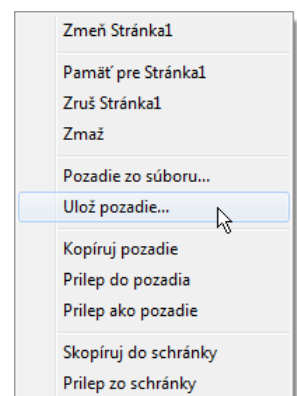 Zmeň Stránka1
Pamäť pre Stránka1
Zruš Stránka1
Zmaž
Pozadie zo súboru...
Ulož pozadie...
Kopíruj pozadie
Prilep do pozadia
Prilep ako pozadie
Skopíruj do schránky
Prilep zo schránky